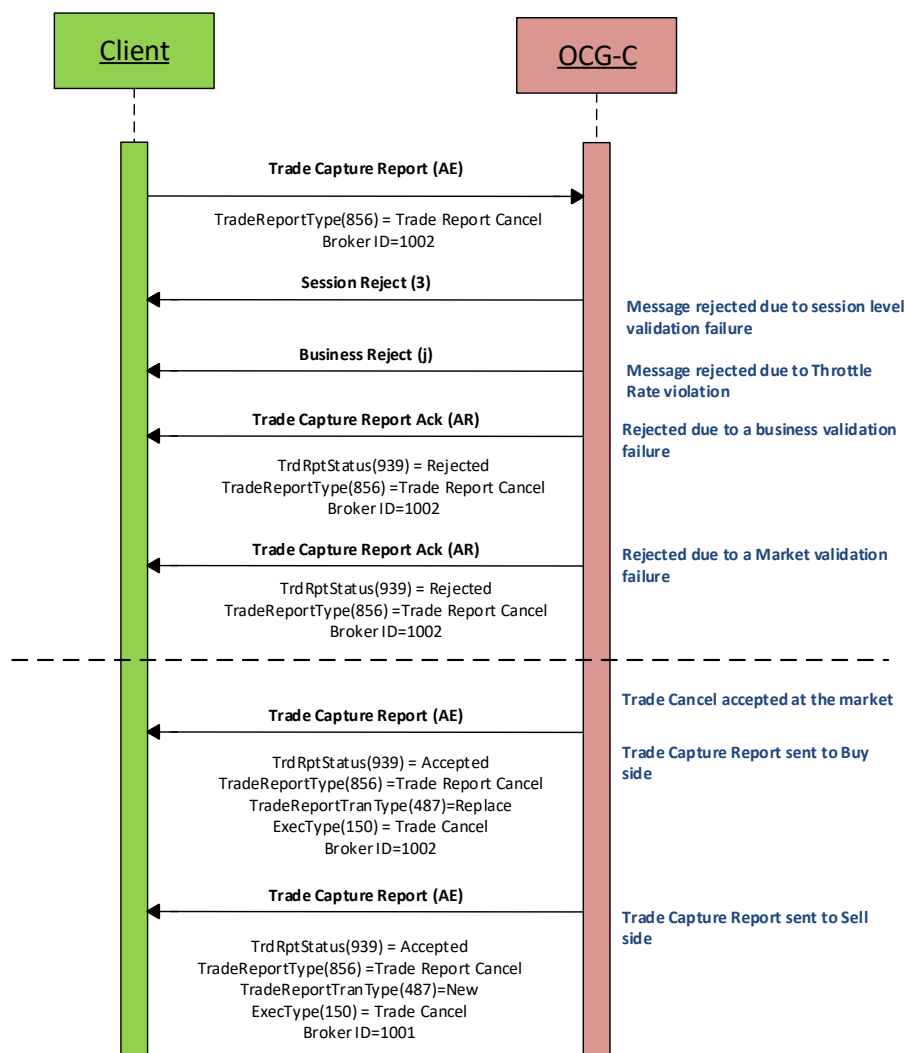 Client
OCG-C
Trade Capture Report (AE)
TradeReportType(856) = Trade Report Cancel
Broker ID=1002
Session Reject (3)
Message rejected due to session level
validation failure
Business Reject (j)
Message rejected due to Throttle
Rate violation
Trade Capture Report Ack (AR)
Rejected due to a business validation
failure
TrdRptStatus(939) = Rejected
TradeReportType(856) =Trade Report Cancel
Broker ID=1002
Trade Capture Report Ack (AR)
Rejected due to a Market validation
failure
TrdRptStatus(939) = Rejected
TradeReportType(856) =Trade Report Cancel
Broker ID=1002
Trade Cancel accepted at the market
Trade Capture Report (AE)
Trade Capture Report sent to Buy
side
TrdRptStatus(939) = Accepted
TradeReportType(856) =Trade Report Cancel
TradeReportTranType(487)=Replace
ExecType(150) = Trade Cancel
Broker ID=1002
Trade Capture Report (AE)
Trade Capture Report sent to Sell
side
TrdRptStatus(939) = Accepted
TradeReportType(856) =Trade Report Cancel
TradeReportTranType(487)=New
ExecType(150) = Trade Cancel
Broker ID=1001